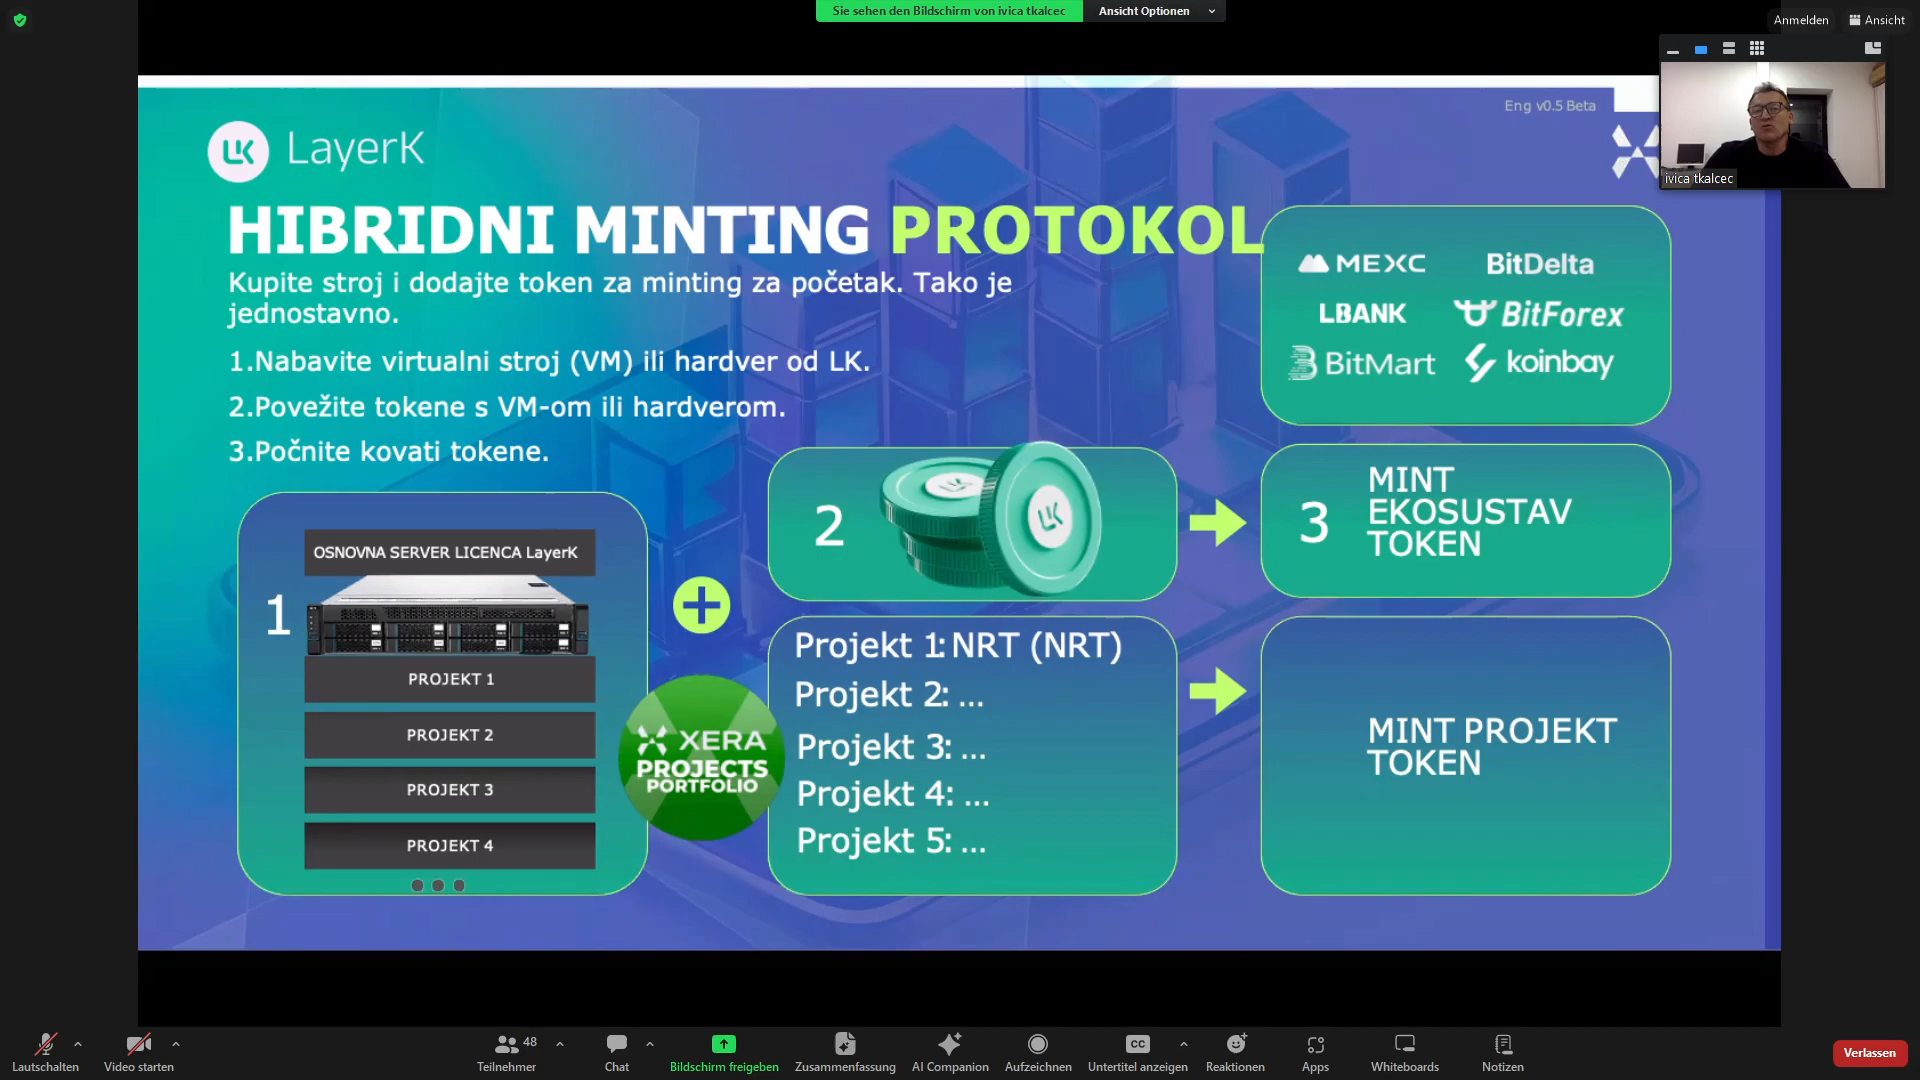 Sie sehen den Bildschirm von ivica tkalcec
Ansicht Optionen
Anmelden
Ansicht
ivica tkalcec
Eng v0.5 Beta
LK LayerK
HIBRIDNI MINTING PROTOKOL
Kupite stroj i dodajte token za minting za početak. Tako je
jednostavno.
1.Nabavite virtualni stroj (VM) ili hardver od LK.
2.Povežite tokene s VM-om ili hardverom.
3.Počnite kovati tokene.
MEXC
BitDelta
LBANK
BitForex
BitMart
koinbay
1
OSNOVNA SERVER LICENCA LayerK
PROJEKT 1
PROJEKT 2
PROJEKT 3
PROJEKT 4
XERA
PROJECTS
PORTFOLIO
2
LK
LK
Projekt 1: NRT (NRT)
Projekt 2: ...
Projekt 3: ...
Projekt 4: ...
Projekt 5: ...
3
MINT
EKOSUSTAV
TOKEN
MINT PROJEKT
TOKEN
Lautschalten
Video starten
48
Teilnehmer
Chat
Bildschirm freigeben
Zusammenfassung
AI Companion
Aufzeichnen
CC
Untertitel anzeigen
Reaktionen
Apps
Whiteboards
Notizen
Verlassen